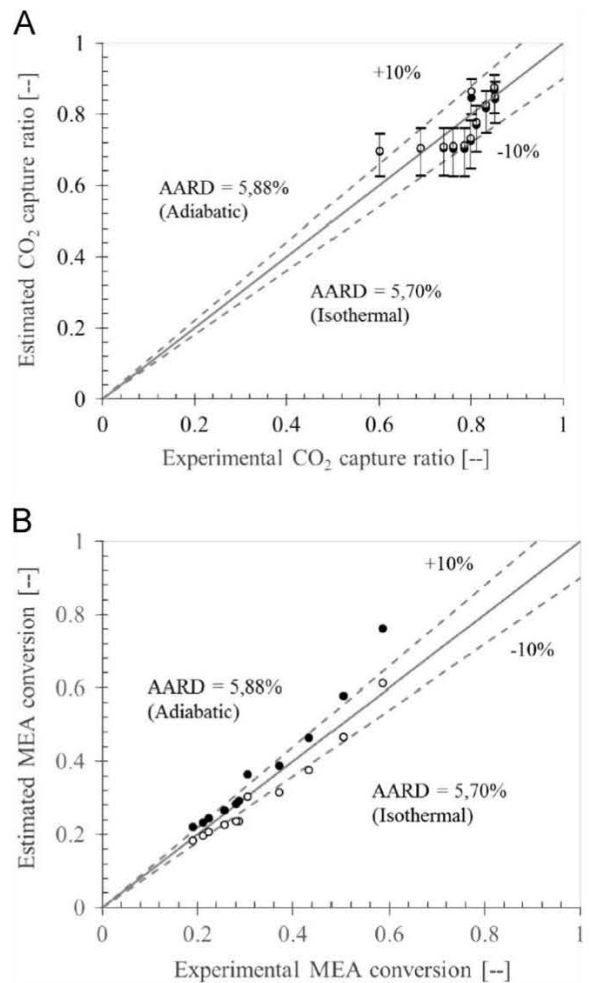 A
1
0.8
0.6
0.4
0.2
0
0
0.2
0.4
0.6
0.8
1
Estimated CO₂ capture ratio [--]
Experimental CO₂ capture ratio [--]
+10%
-10%
AARD = 5,88%
(Adiabatic)
AARD = 5,70%
(Isothermal)
B
1
0.8
0.6
0.4
0.2
0
0
0.2
0.4
0.6
0.8
1
Estimated MEA conversion [--]
Experimental MEA conversion [--]
+10%
-10%
AARD = 5,88%
(Adiabatic)
AARD = 5,70%
(Isothermal)